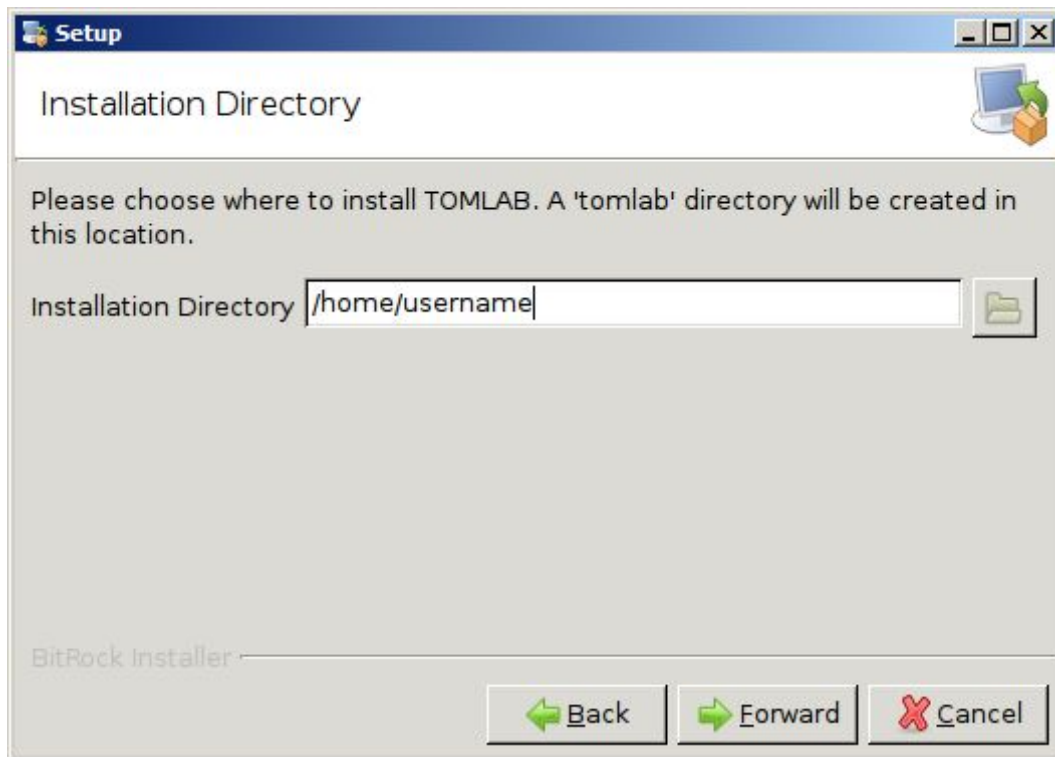 Setup
Installation Directory
Please choose where to install TOMLAB. A 'tomlab' directory will be created in
this location.
Installation Directory /home/username
BitRock Installer
Back Forward Cancel